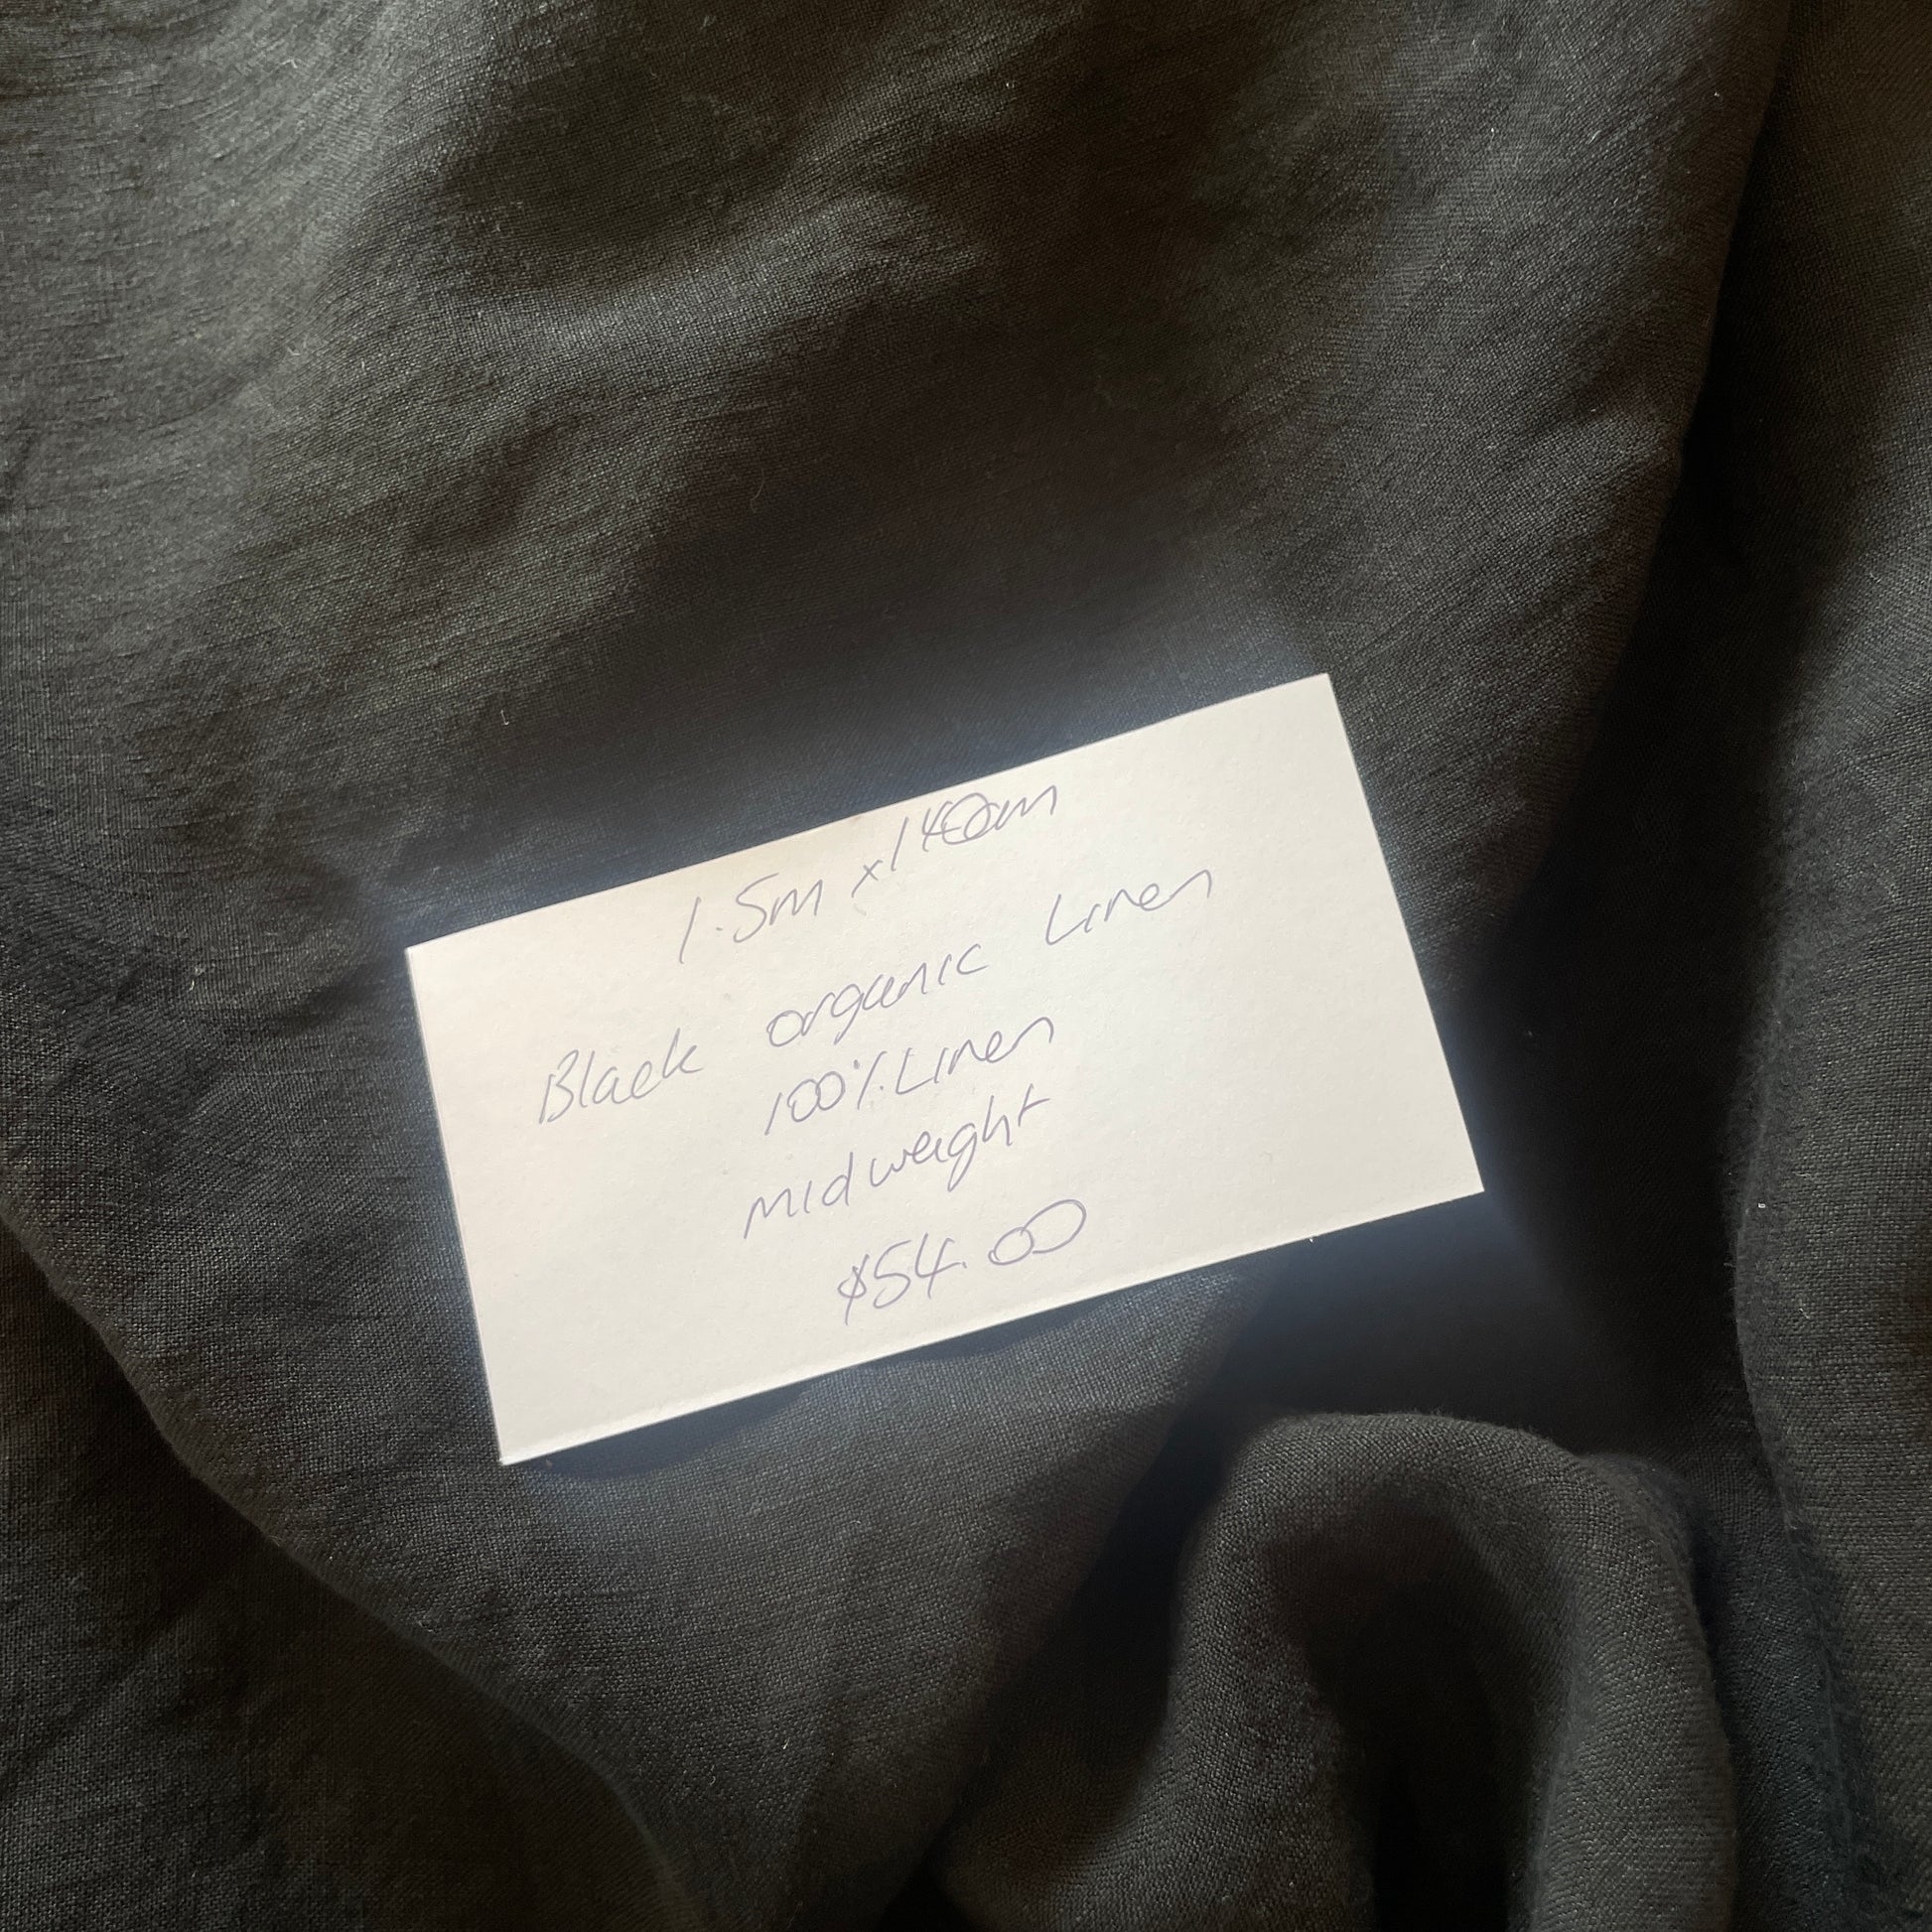 1.5m x 140cm
Black organic Linen
100% Linen
midweight
$54.00